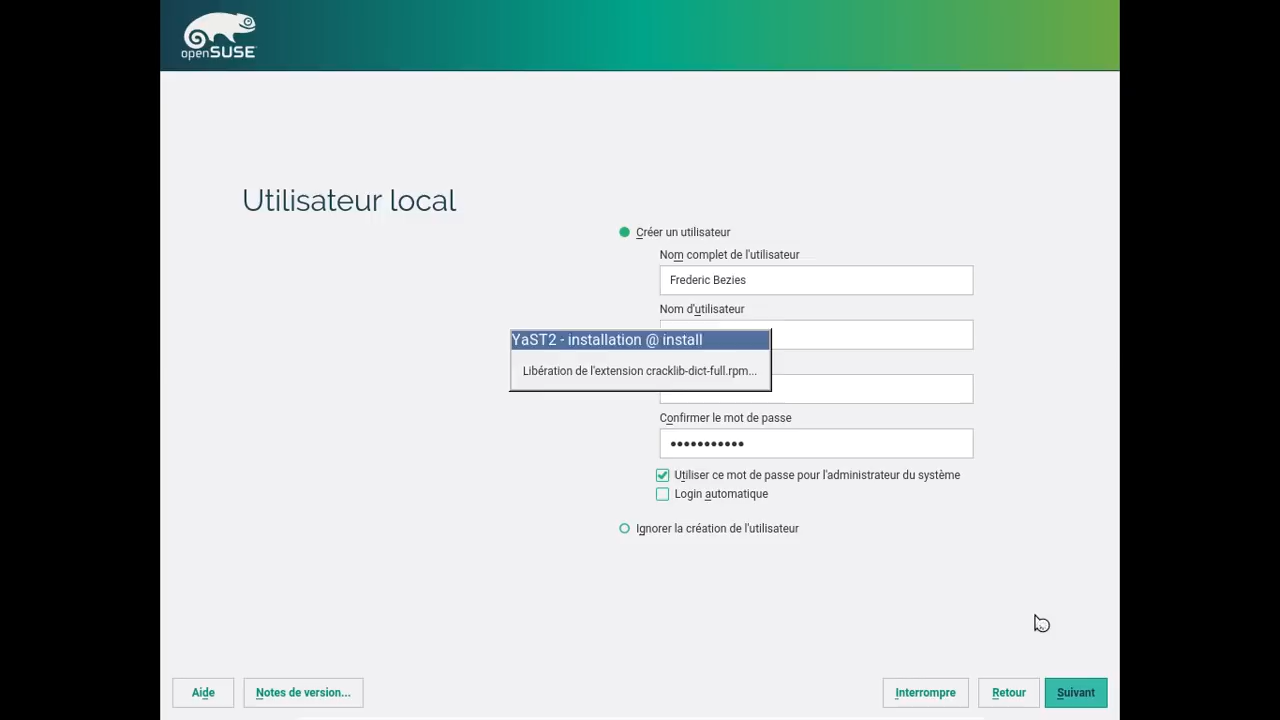 openSUSE
Utilisateur local
Créer un utilisateur
Nom complet de l'utilisateur
Frederic Bezies
Nom d'utilisateur
YaST2 - installation @ install
Libération de l'extension cracklib-dict-full.rpm...
Confirmer le mot de passe
●●●●●●●●●●●
Utiliser ce mot de passe pour l'administrateur du système
Login automatique
Ignorer la création de l'utilisateur
Aide
Notes de version...
Interrompre
Retour
Suivant